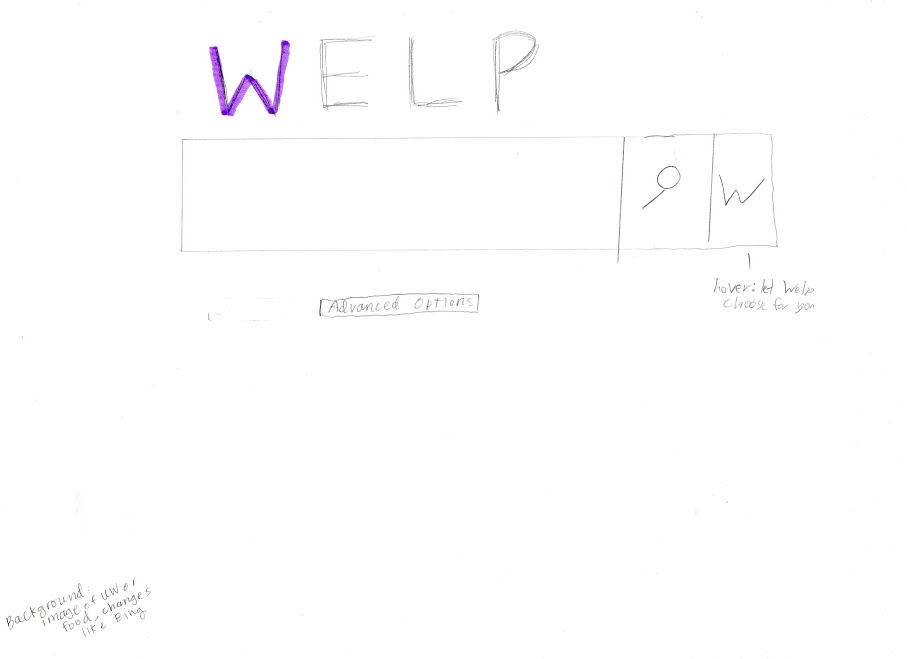 WELP
W
hover: let Welp
choose for you
Advanced Options
Background:
image of UW or
food, changes
like Bing